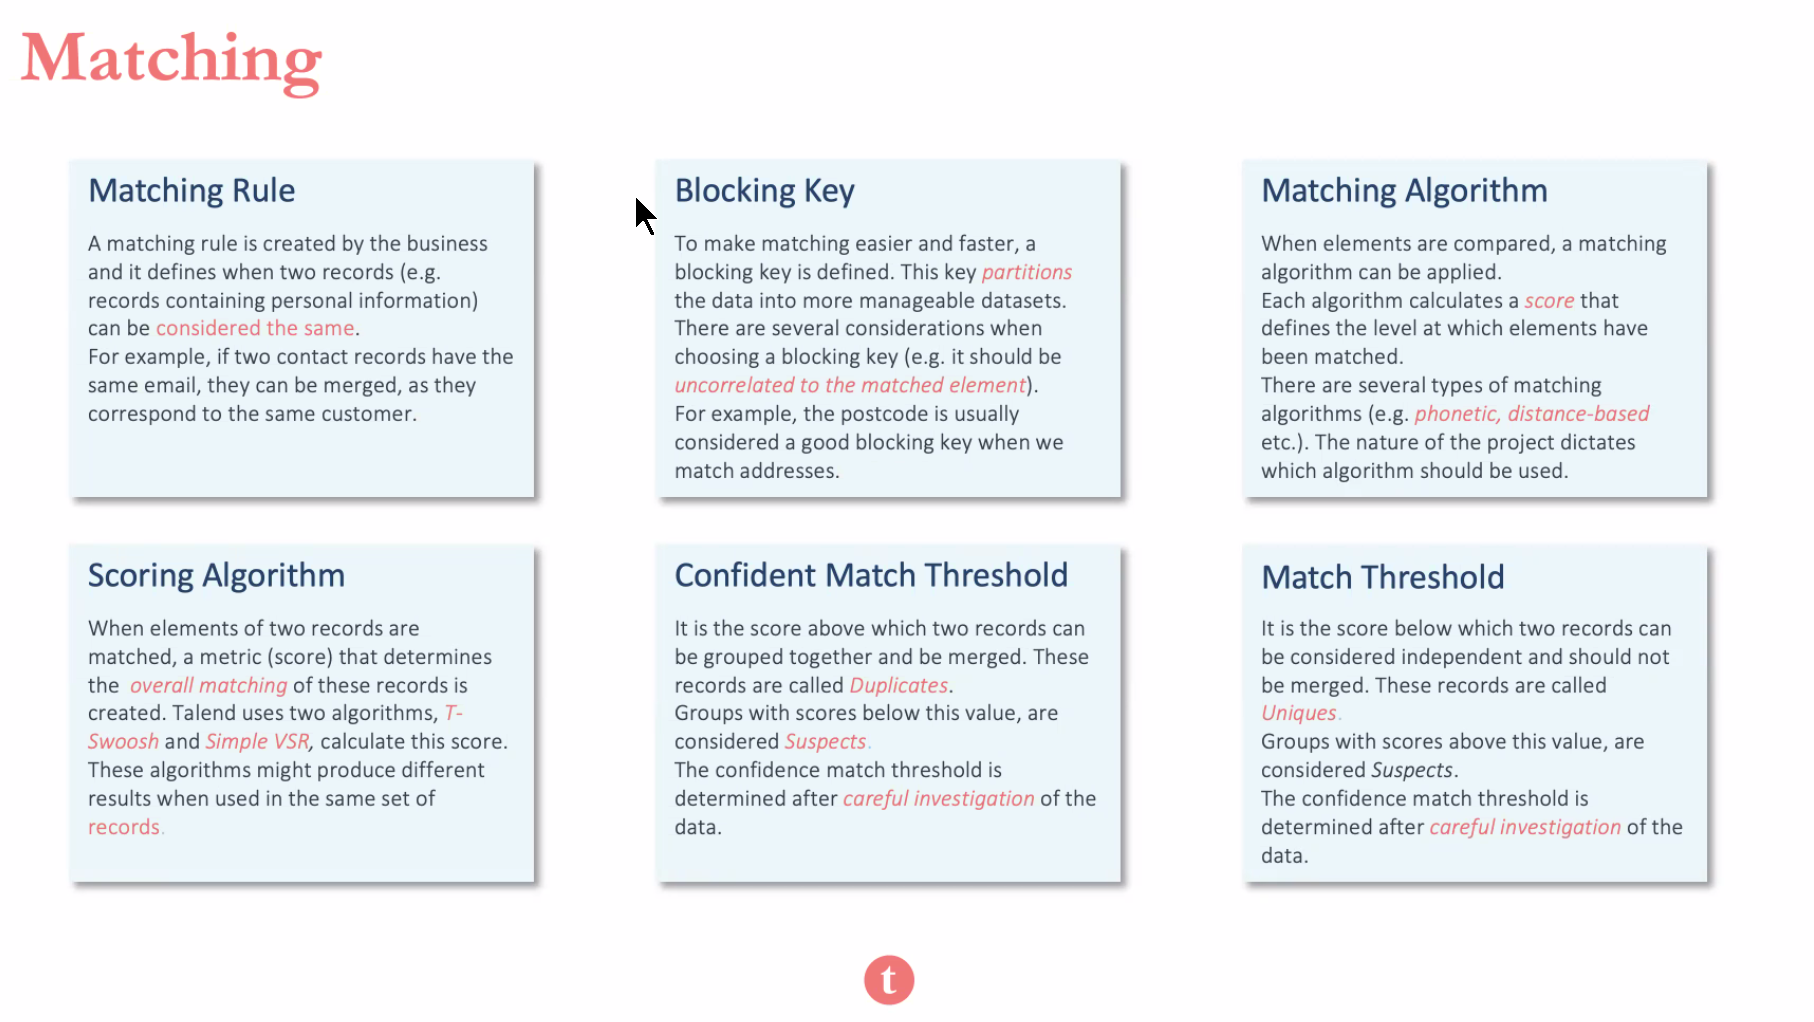 Matching
Matching Rule
A matching rule is created by the business
and it defines when two records (e.g.
records containing personal information)
can be considered the same.
For example, if two contact records have the
same email, they can be merged, as they
correspond to the same customer.
Blocking Key
To make matching easier and faster, a
blocking key is defined. This key partitions
the data into more manageable datasets.
There are several considerations when
choosing a blocking key (e.g. it should be
uncorrelated to the matched element).
For example, the postcode is usually
considered a good blocking key when we
match addresses.
Matching Algorithm
When elements are compared, a matching
algorithm can be applied.
Each algorithm calculates a score that
defines the level at which elements have
been matched.
There are several types of matching
algorithms (e.g. phonetic, distance-based
etc.). The nature of the project dictates
which algorithm should be used.
Scoring Algorithm
When elements of two records are
matched, a metric (score) that determines
the overall matching of these records is
created. Talend uses two algorithms, T-
Swoosh and Simple VSR, calculate this score.
These algorithms might produce different
results when used in the same set of
records.
Confident Match Threshold
It is the score above which two records can
be grouped together and be merged. These
records are called Duplicates.
Groups with scores below this value, are
considered Suspects.
The confidence match threshold is
determined after careful investigation of the
data.
Match Threshold
It is the score below which two records can
be considered independent and should not
be merged. These records are called
Uniques.
Groups with scores above this value, are
considered Suspects.
The confidence match threshold is
determined after careful investigation of the
data.
t